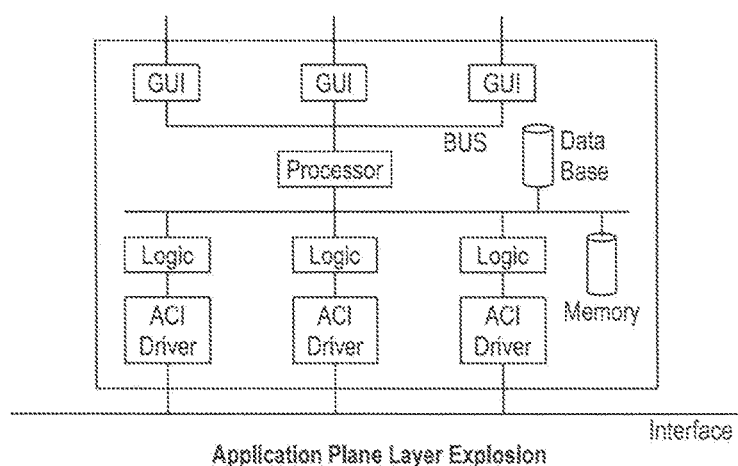 GUI GUI GUI
BUS
Data
Base
Processor
Logic Logic Logic
Memory
ACI
Driver
ACI
Driver
ACI
Driver
Interface
Application Plane Layer Explosion